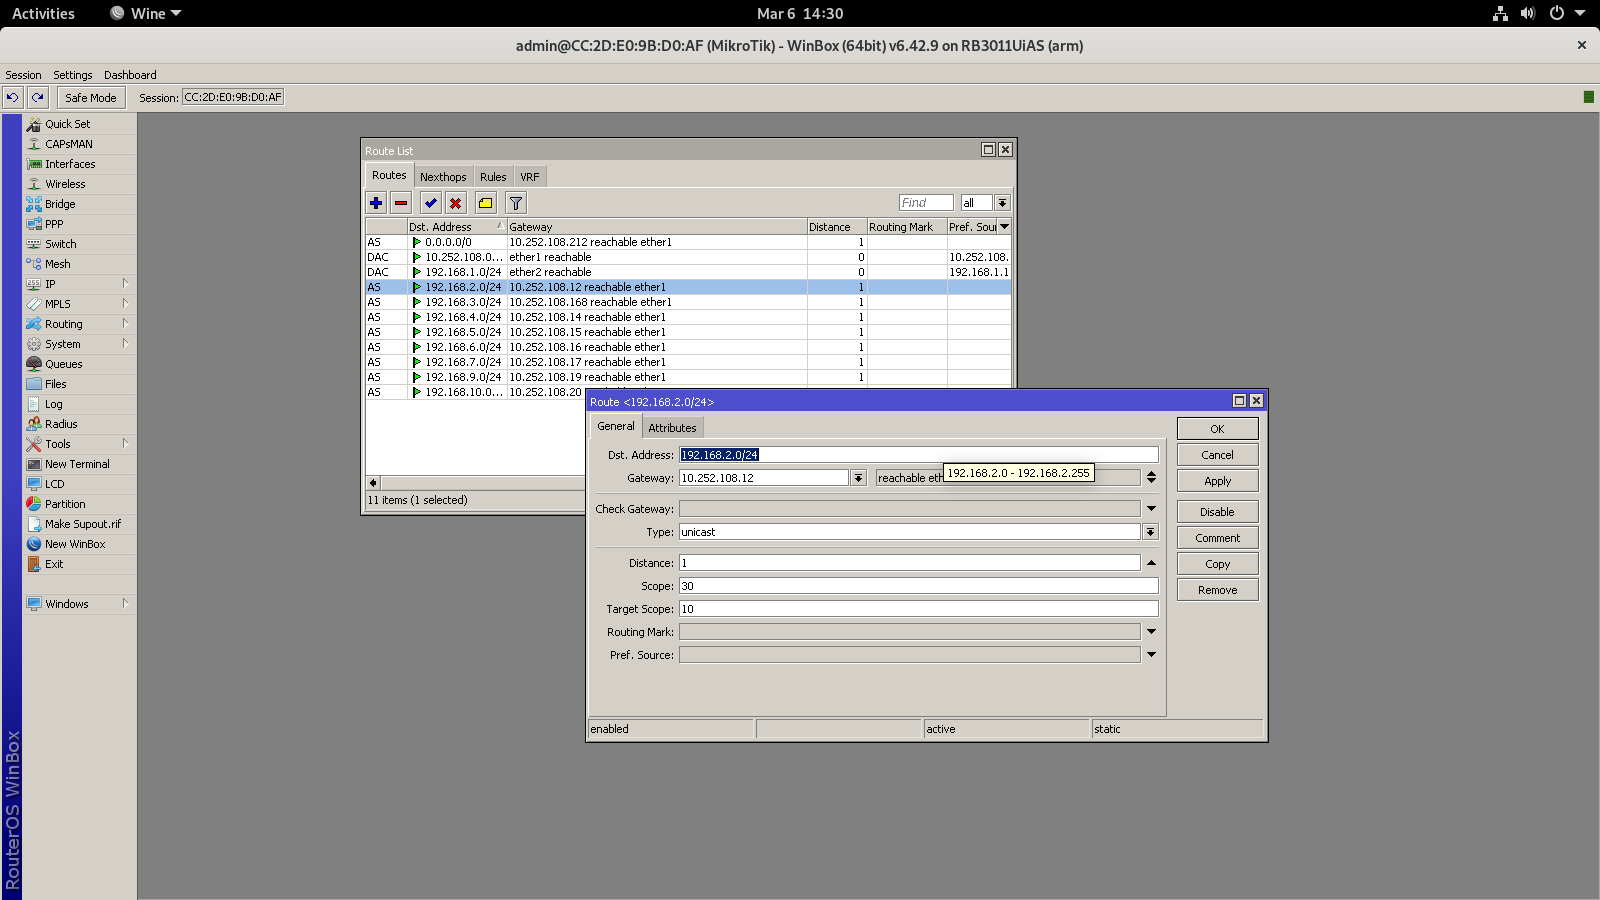 Activities Wine Mar 6 14:30
admin@CC:2D:E0:9B:D0:AF (MikroTik) - WinBox (64bit) v6.42.9 on RB3011UiAS (arm)
Session Settings Dashboard
Safe Mode Session: CC:2D:E0:9B:D0:AF
Quick Set
CAPsMAN
Interfaces
Wireless
Bridge
PPP
Switch
Mesh
IP
MPLS
Routing
System
Queues
Files
Log
Radius
Tools
New Terminal
LCD
Partition
Make Supout.rif
New WinBox
Exit
Windows
RouterOS WinBox
Route List
Routes Nexthops Rules VRF
Find all
Dst. Address Gateway Distance Routing Mark Pref. Sour
AS 0.0.0.0/0 10.252.108.212 reachable ether1 1
DAC 10.252.108.0... ether1 reachable 0 10.252.108.
DAC 192.168.1.0/24 ether2 reachable 0 192.168.1.1
AS 192.168.2.0/24 10.252.108.12 reachable ether1 1
AS 192.168.3.0/24 10.252.108.168 reachable ether1 1
AS 192.168.4.0/24 10.252.108.14 reachable ether1 1
AS 192.168.5.0/24 10.252.108.15 reachable ether1 1
AS 192.168.6.0/24 10.252.108.16 reachable ether1 1
AS 192.168.7.0/24 10.252.108.17 reachable ether1 1
AS 192.168.9.0/24 10.252.108.19 reachable ether1 1
AS 192.168.10.0... 10.252.108.20
11 items (1 selected)
Route <192.168.2.0/24>
General Attributes
Dst. Address: 192.168.2.0/24
Gateway: 10.252.108.12 reachable eth
192.168.2.0 - 192.168.2.255
Check Gateway:
Type: unicast
Distance: 1
Scope: 30
Target Scope: 10
Routing Mark:
Pref. Source:
OK
Cancel
Apply
Disable
Comment
Copy
Remove
enabled active static